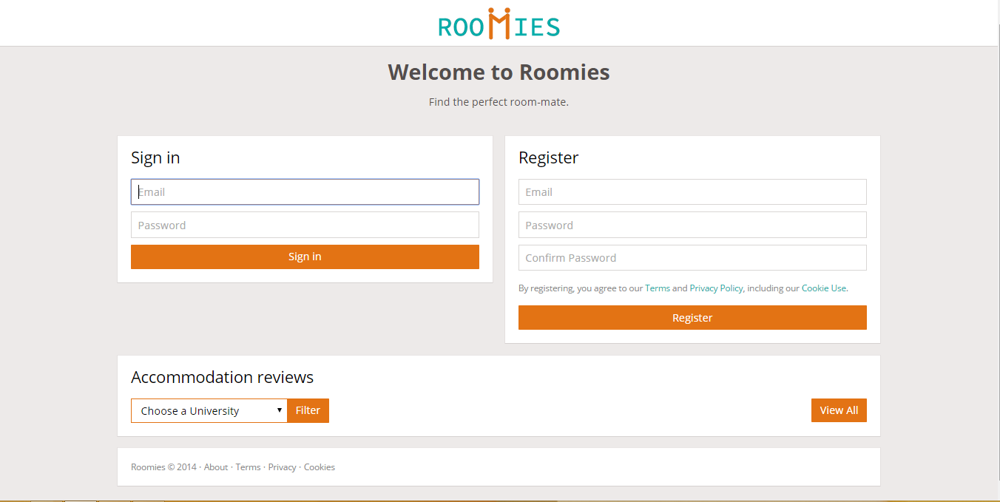 ROOMIES
Welcome to Roomies
Find the perfect room-mate.
Sign in
Email
Password
Sign in
Register
Email
Password
Confirm Password
By registering, you agree to our Terms and Privacy Policy, including our Cookie Use.
Register
Accommodation reviews
Choose a University
Filter
View All
Roomies © 2014 · About · Terms · Privacy · Cookies